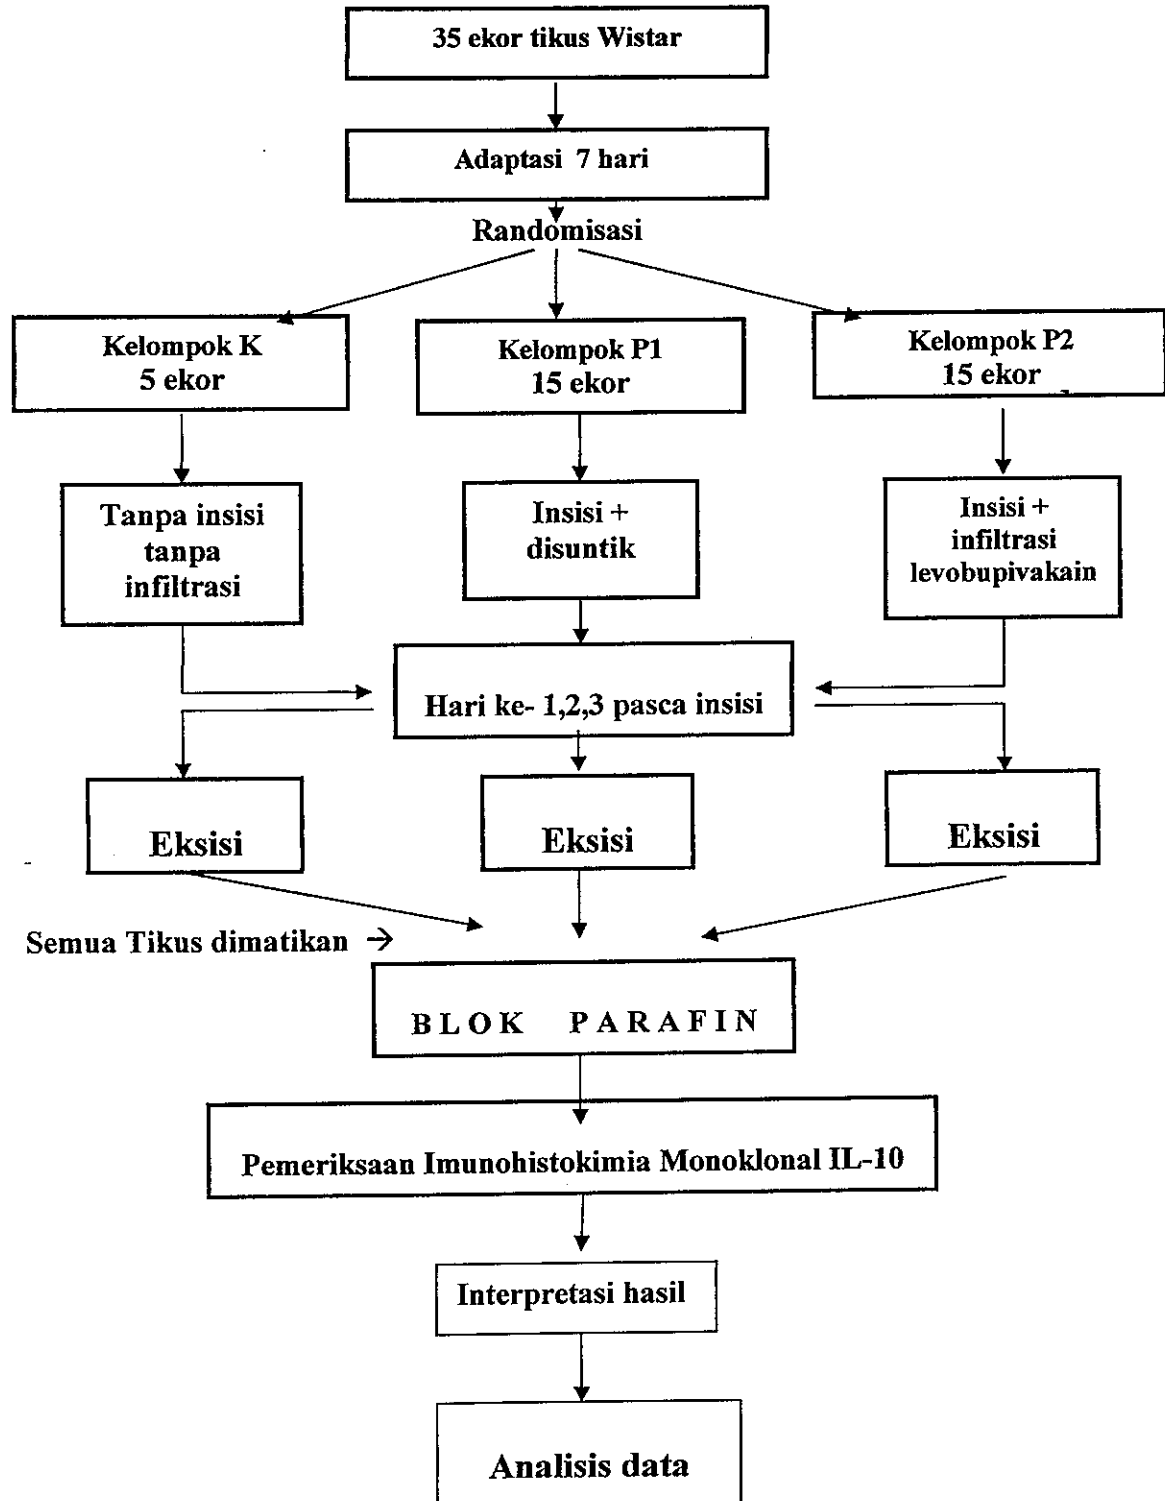 35 ekor tikus Wistar
Adaptasi 7 hari
Randomisasi
Kelompok K
5 ekor
Kelompok P1
15 ekor
Kelompok P2
15 ekor
Tanpa insisi
tanpa
infiltrasi
Insisi +
disuntik
Insisi +
infiltrasi
levobupivakain
Hari ke- 1,2,3 pasca insisi
Eksisi
Eksisi
Eksisi
Semua Tikus dimatikan →
BLOK PARAFIN
Pemeriksaan Imunohistokimia Monoklonal IL-10
Interpretasi hasil
Analisis data